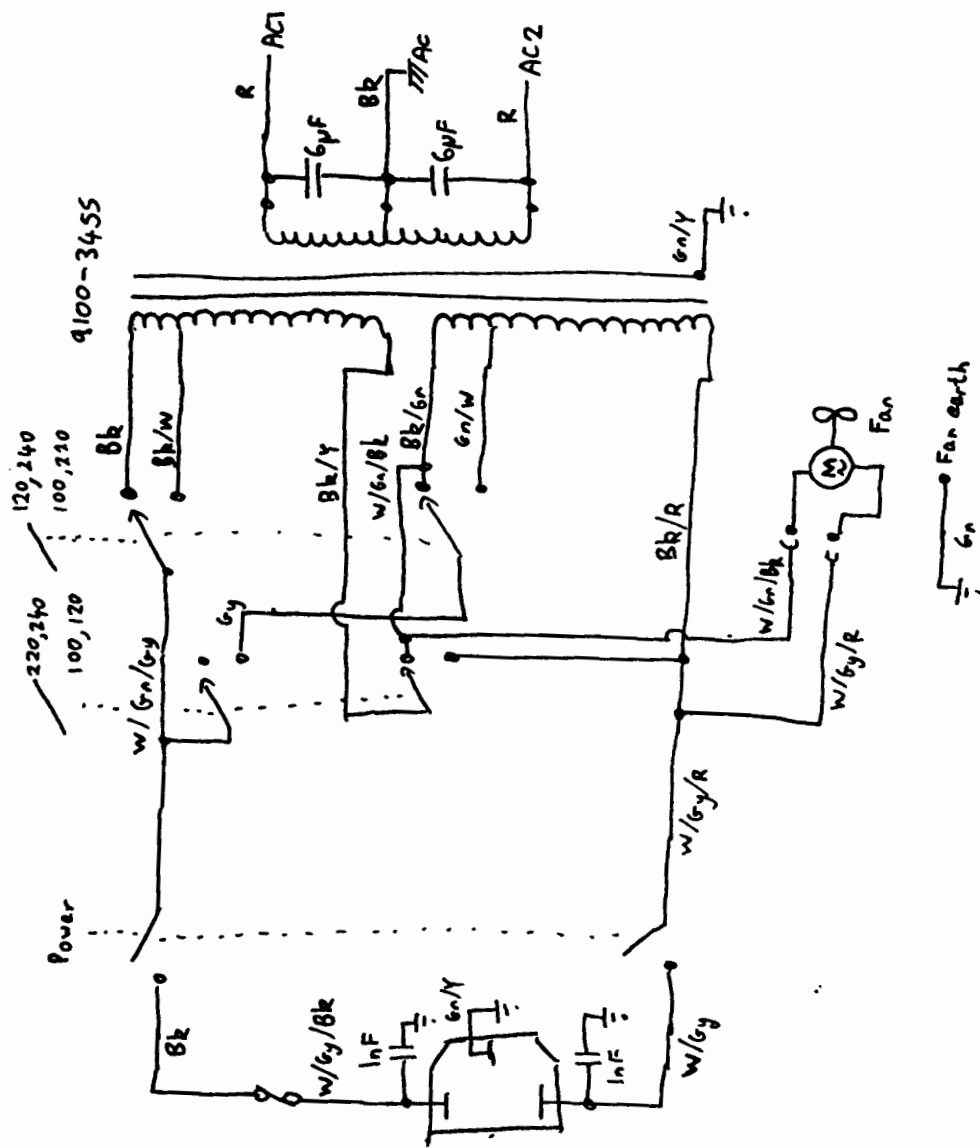 Power
220,240
100,120
120,240
100,220
9100-3455
Bk
W/Gy/Bk
1nF
Gn/Y
1nF
W/Gy
W/Gn/Gy
Gy
W/Gy/R
Bk
Bk/W
Bk/Y
W/Gn/Bk
Bk/Gn
Gn/W
Bk/R
R
AC1
6µF
Bk
AC
6µF
R
AC2
Gn/Y
W/Gn/Bk
W/Gy/R
M
Fan
Gn
Fan earth